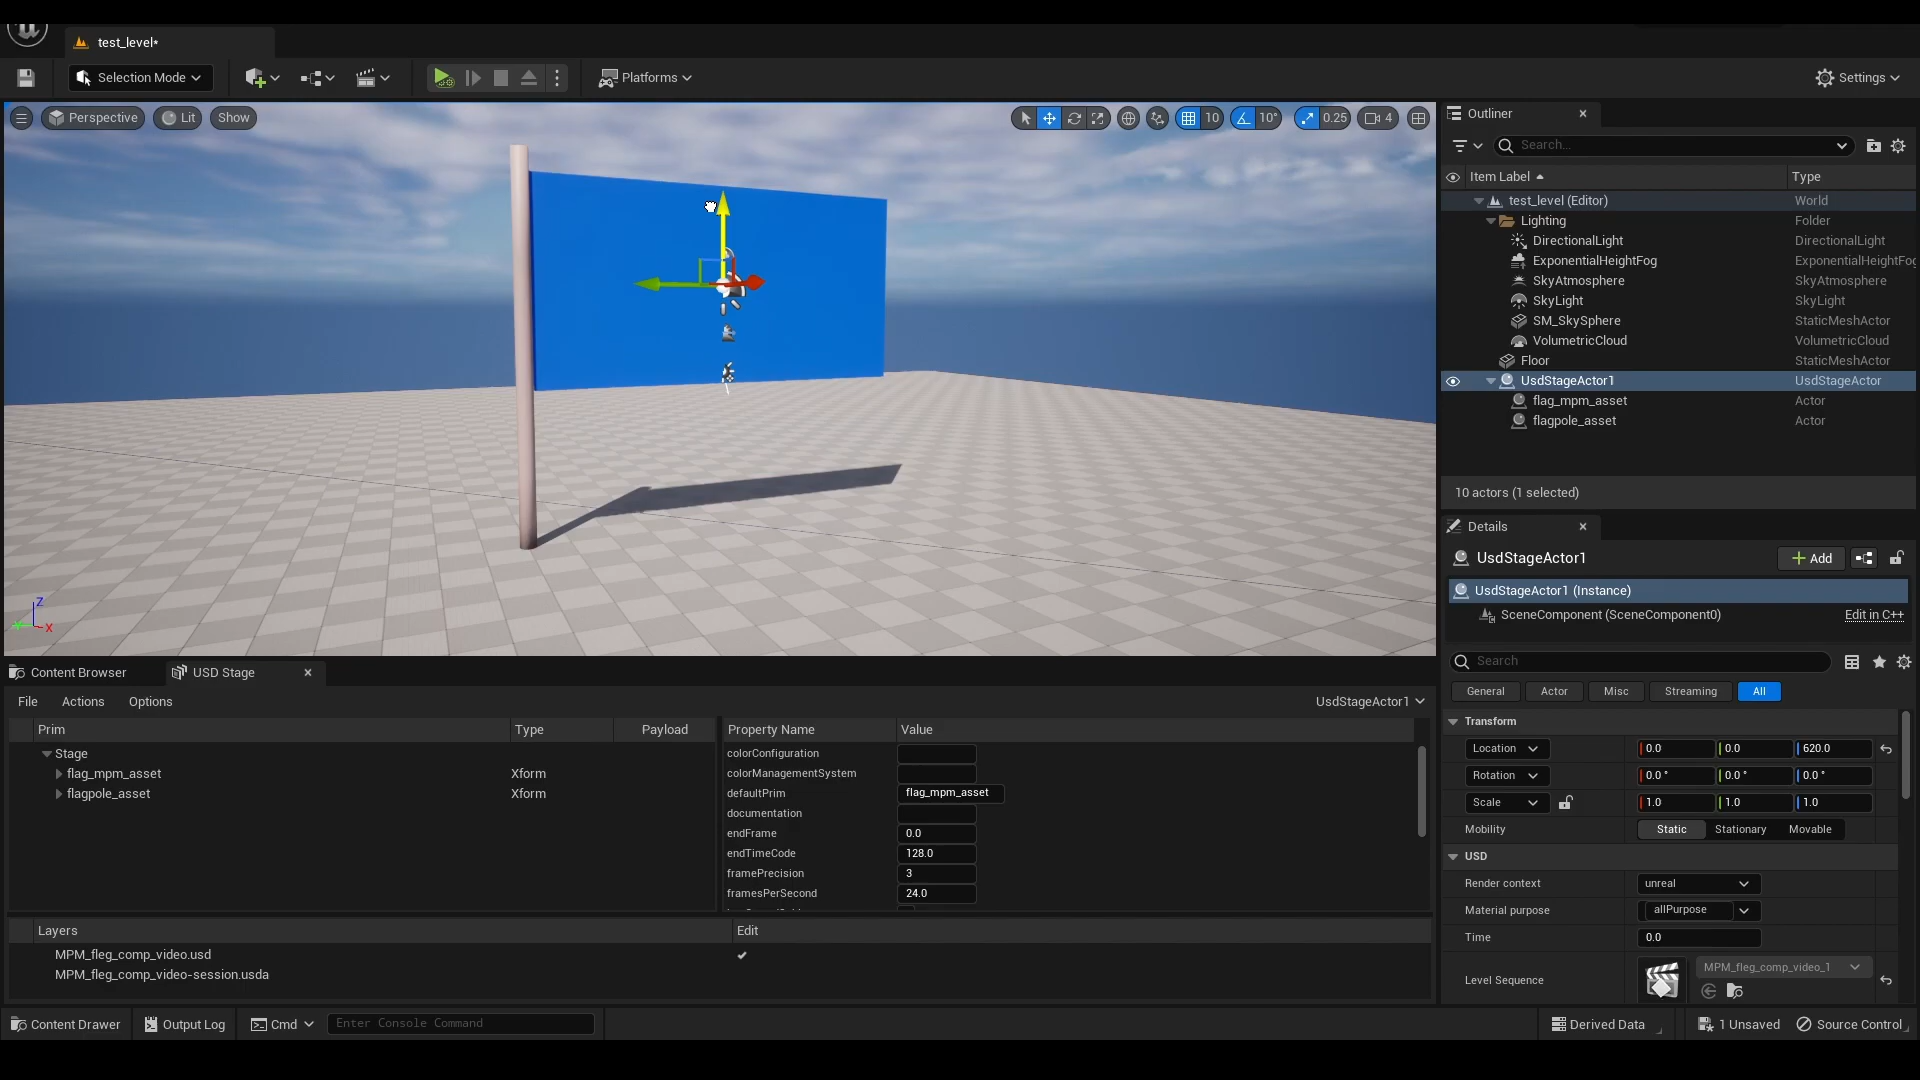 test_level*
Selection Mode
Platforms
Settings
Perspective
Lit
Show
10
10°
0.25
4
Outliner
Search...
Item Label
Type
test_level (Editor)
World
Lighting
Folder
DirectionalLight
DirectionalLight
ExponentialHeightFog
ExponentialHeightFog
SkyAtmosphere
SkyAtmosphere
SkyLight
SkyLight
SM_SkySphere
StaticMeshActor
VolumetricCloud
VolumetricCloud
Floor
StaticMeshActor
UsdStageActor1
UsdStageActor
flag_mpm_asset
Actor
flagpole_asset
Actor
10 actors (1 selected)
Details
UsdStageActor1
Add
UsdStageActor1 (Instance)
SceneComponent (SceneComponent0)
Edit in C++
Search
General
Actor
Misc
Streaming
All
Transform
Location
0.0
0.0
620.0
Rotation
0.0 °
0.0 °
0.0 °
Scale
1.0
1.0
1.0
Mobility
Static
Stationary
Movable
USD
Render context
unreal
Material purpose
allPurpose
Time
0.0
Level Sequence
MPM_fleg_comp_video_1
Z
X
Content Browser
USD Stage
File
Actions
Options
UsdStageActor1
Prim
Type
Payload
Stage
flag_mpm_asset
Xform
flagpole_asset
Xform
Property Name
Value
colorConfiguration
colorManagementSystem
defaultPrim
flag_mpm_asset
documentation
endFrame
0.0
endTimeCode
128.0
framePrecision
3
framesPerSecond
24.0
Layers
Edit
MPM_fleg_comp_video.usd
MPM_fleg_comp_video-session.usda
Content Drawer
Output Log
Cmd
Enter Console Command
Derived Data
1 Unsaved
Source Control